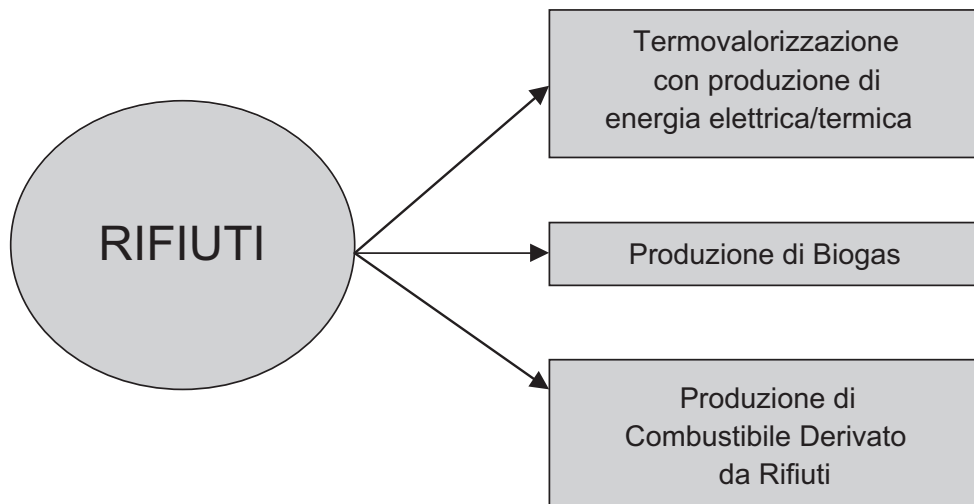 RIFIUTI
Termovalorizzazione
con produzione di
energia elettrica/termica
Produzione di Biogas
Produzione di
Combustibile Derivato
da Rifiuti